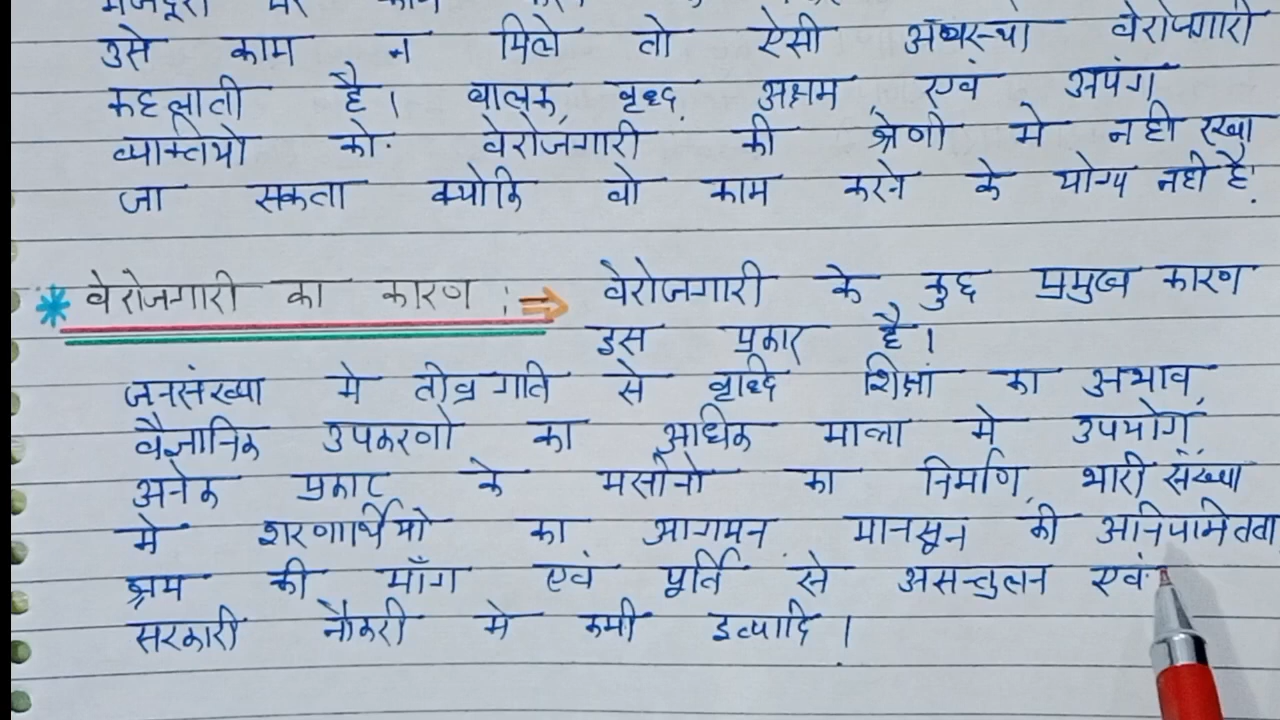 उसे काम न मिले तो ऐसी अवस्था वेरोजगारी
कहलाती है। वालक, वृध्द, अक्षम, एवं अपंग
व्यक्तियो को वेरोजगारी की श्रेणी मे नही रखा
जा सकता क्योकि वो काम करने के योग्य नही है।
* वेरोजगारी का कारण :⇒ वेरोजगारी के कुछ प्रमुख कारण
इस प्रकार है।
जनसंख्या मे तीव्र गति से वृध्दि शिक्षा का अभाव,
वैज्ञानिक उपकरणो का अधिक मात्रा मे उपयोग,
अनेक प्रकार के मसीनो का निर्माण, भारी संख्या
मे शरणार्थियो का आगमन, मानसून की अनियमितता
श्रम की माँग एवं पूर्ति से असन्तुलन एवं
सरकारी नौकरी मे कमी इत्यादि।